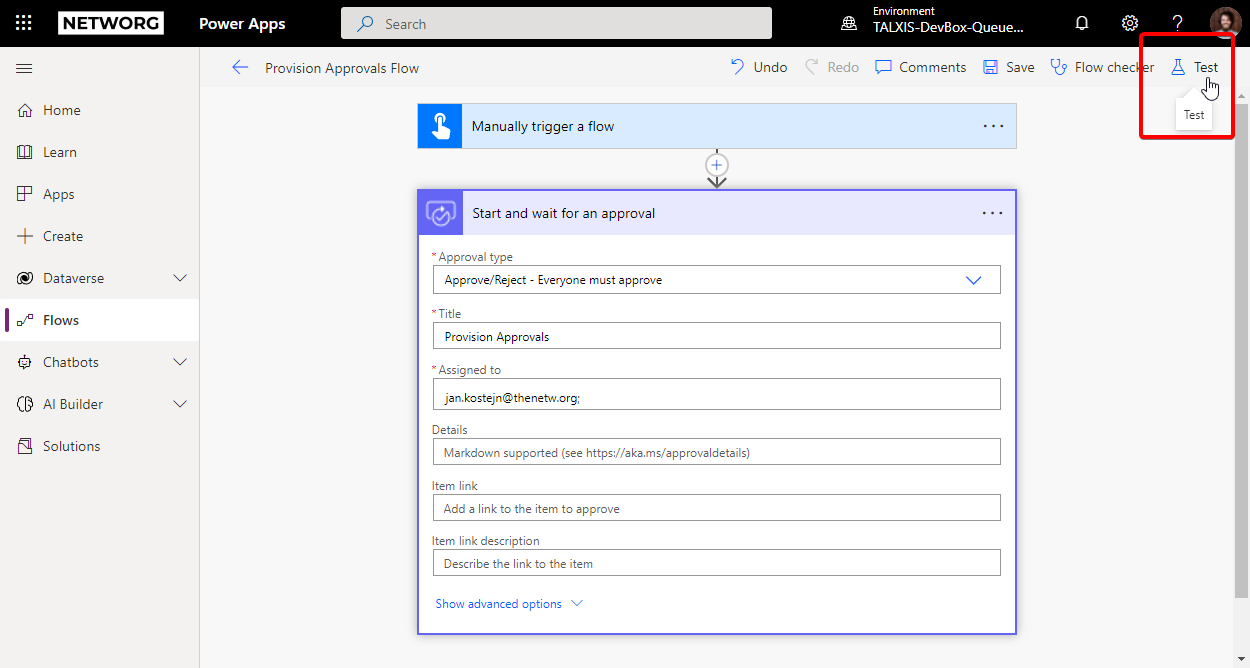 NETWORG
Power Apps
Search
Environment
TALXIS-DevBox-Queue...
?
Provision Approvals Flow
Undo
Redo
Comments
Save
Flow checker
Test
Test
Home
Learn
Apps
Create
Dataverse
Flows
Chatbots
AI Builder
Solutions
Manually trigger a flow
Start and wait for an approval
* Approval type
Approve/Reject - Everyone must approve
* Title
Provision Approvals
* Assigned to
jan.kostejn@thenetw.org;
Details
Markdown supported (see https://aka.ms/approvaldetails)
Item link
Add a link to the item to approve
Item link description
Describe the link to the item
Show advanced options